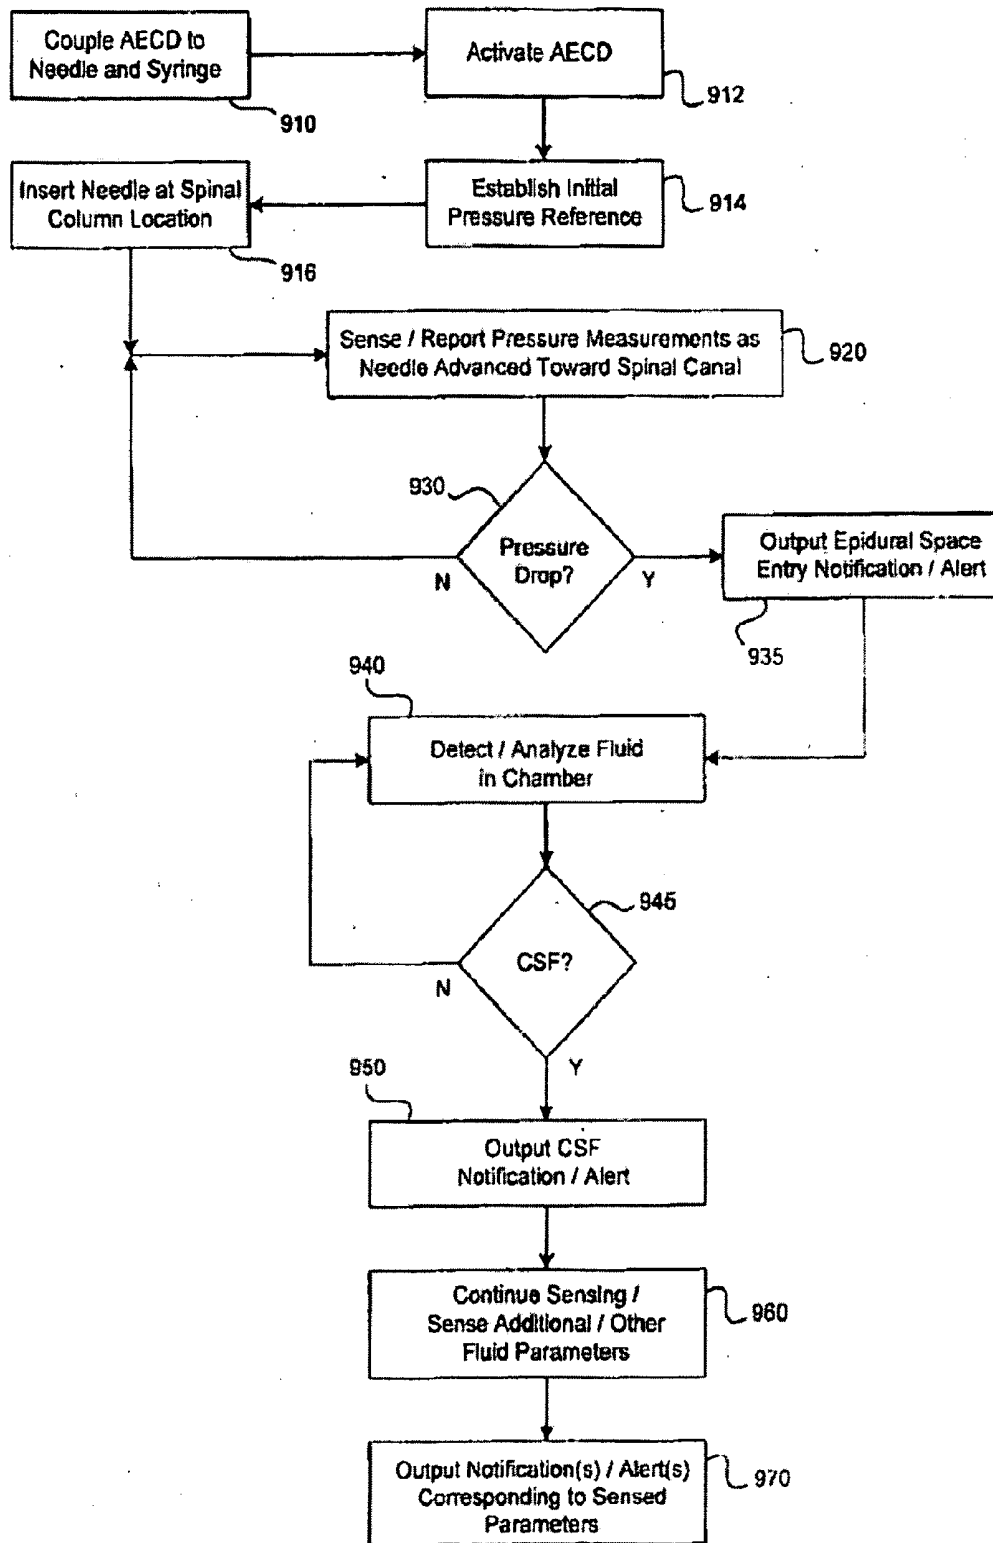 Couple AECD to
Needle and Syringe
910
Activate AECD
912
Establish Initial
Pressure Reference
914
Insert Needle at Spinal
Column Location
916
Sense / Report Pressure Measurements as
Needle Advanced Toward Spinal Canal
920
930
Pressure
Drop?
N
Y
Output Epidural Space
Entry Notification / Alert
935
940
Detect / Analyze Fluid
in Chamber
945
CSF?
N
Y
950
Output CSF
Notification / Alert
Continue Sensing /
Sense Additional / Other
Fluid Parameters
960
Output Notification(s) / Alert(s)
Corresponding to Sensed
Parameters
970